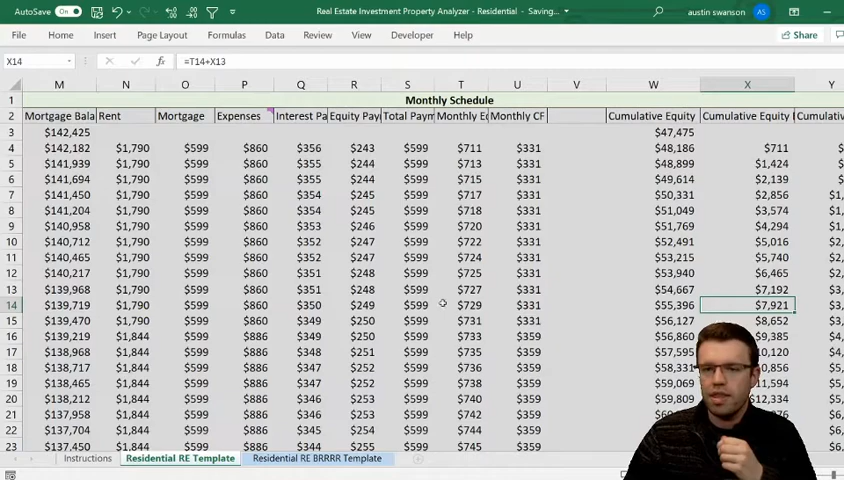 AutoSave On Real Estate Investment Property Analyzer - Residential - Saving... austin swanson AS
File Home Insert Page Layout Formulas Data Review View Developer Help Share
X14 fx =T14+X13
M N O P Q R S T U V W X Y
1 Monthly Schedule
2 Mortgage Bala Rent Mortgage Expenses Interest Pa Equity Pay Total Paym Monthly Eq Monthly CF Cumulative Equity Cumulative Equity Cumulativ
3 $142,425 $47,475
4 $142,182 $1,790 $599 $860 $356 $243 $599 $711 $331 $48,186 $711
5 $141,939 $1,790 $599 $860 $355 $244 $599 $713 $331 $48,899 $1,424
6 $141,694 $1,790 $599 $860 $355 $244 $599 $715 $331 $49,614 $2,139
7 $141,450 $1,790 $599 $860 $354 $245 $599 $717 $331 $50,331 $2,856
8 $141,204 $1,790 $599 $860 $354 $245 $599 $718 $331 $51,049 $3,574
9 $140,958 $1,790 $599 $860 $353 $246 $599 $720 $331 $51,769 $4,294
10 $140,712 $1,790 $599 $860 $352 $247 $599 $722 $331 $52,491 $5,016
11 $140,465 $1,790 $599 $860 $352 $247 $599 $724 $331 $53,215 $5,740
12 $140,217 $1,790 $599 $860 $351 $248 $599 $725 $331 $53,940 $6,465
13 $139,968 $1,790 $599 $860 $351 $248 $599 $727 $331 $54,667 $7,192
14 $139,719 $1,790 $599 $860 $350 $249 $599 $729 $331 $55,396 $7,921
15 $139,470 $1,790 $599 $860 $349 $250 $599 $731 $331 $56,127 $8,652
16 $139,219 $1,844 $599 $886 $349 $250 $599 $733 $359 $56,860 $9,385
17 $138,968 $1,844 $599 $886 $348 $251 $599 $735 $359 $57,595
18 $138,717 $1,844 $599 $886 $347 $252 $599 $736 $359 $58,331
19 $138,465 $1,844 $599 $886 $347 $252 $599 $738 $359 $59,069
20 $138,212 $1,844 $599 $886 $346 $253 $599 $740 $359 $59,809
21 $137,958 $1,844 $599 $886 $346 $253 $599 $742 $359
22 $137,704 $1,844 $599 $886 $345 $254 $599 $744 $359
23 $137,450 $1,844 $599 $886 $344 $255 $599 $745 $359
Instructions Residential RE Template Residential RE BRRRR Template